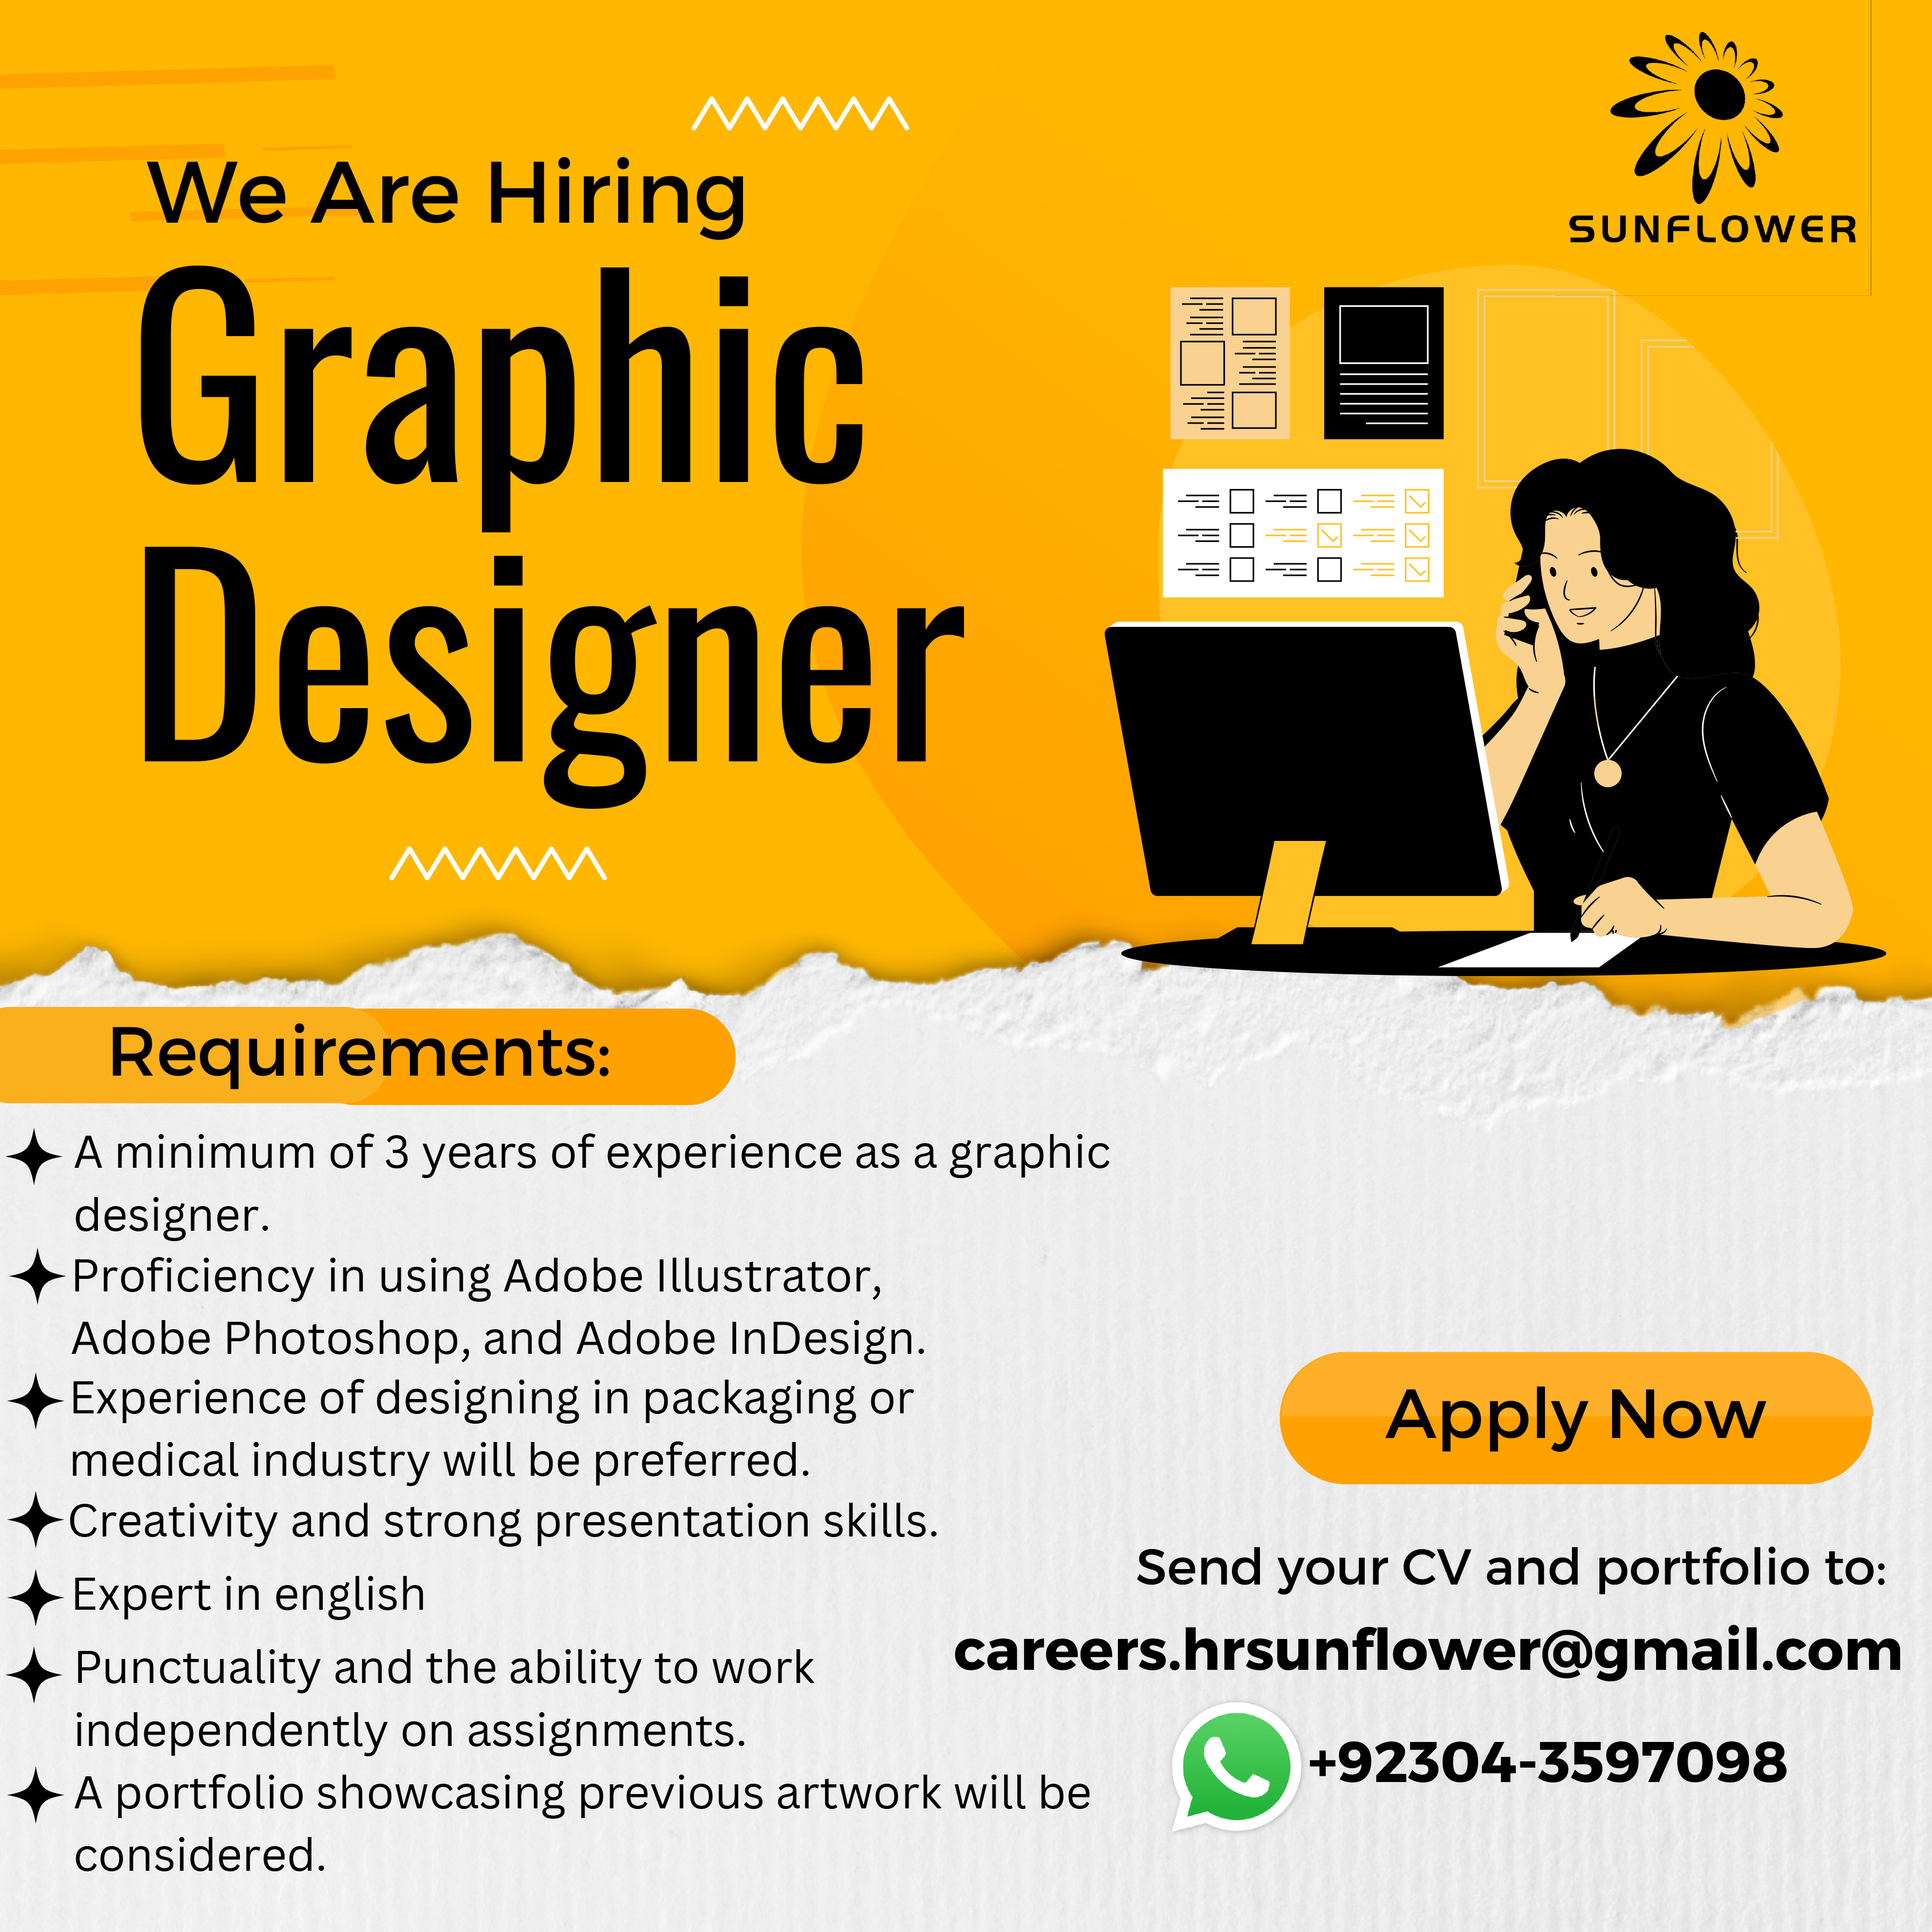 SUNFLOWER
We Are Hiring
Graphic
Designer
Requirements:
A minimum of 3 years of experience as a graphic
designer.
Proficiency in using Adobe Illustrator,
Adobe Photoshop, and Adobe InDesign.
Experience of designing in packaging or
medical industry will be preferred.
Creativity and strong presentation skills.
Expert in english
Punctuality and the ability to work
independently on assignments.
A portfolio showcasing previous artwork will be
considered.
Apply Now
Send your CV and portfolio to:
careers.hrsunflower@gmail.com
+92304-3597098